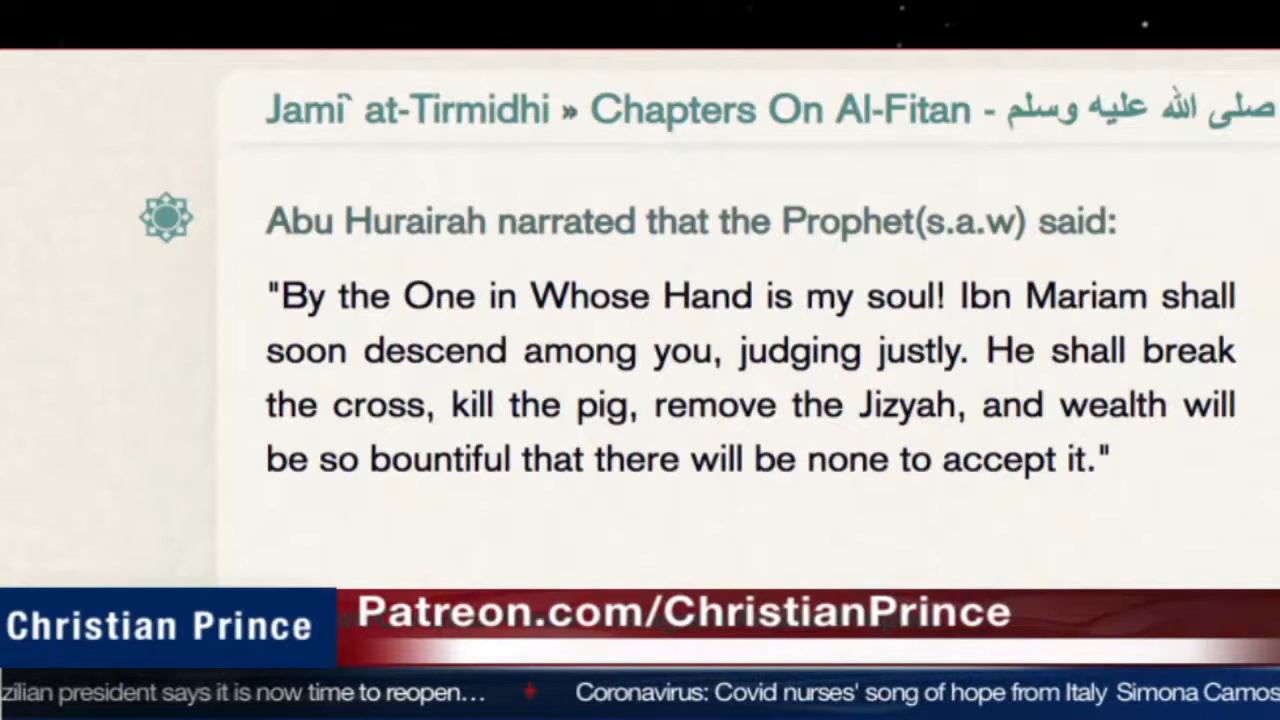 Jami` at-Tirmidhi » Chapters On Al-Fitan - صلى الله عليه وسلم
Abu Hurairah narrated that the Prophet(s.a.w) said:
"By the One in Whose Hand is my soul! Ibn Mariam shall
soon descend among you, judging justly. He shall break
the cross, kill the pig, remove the Jizyah, and wealth will
be so bountiful that there will be none to accept it."
Christian Prince
Patreon.com/ChristianPrince
zilian president says it is now time to reopen… Coronavirus: Covid nurses' song of hope from Italy Simona Camos